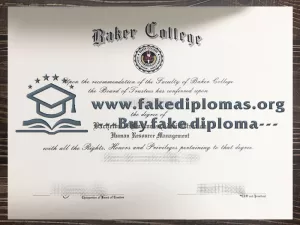 Baker College
Upon the recommendation of the Faculty of Baker College
the Board of Trustees has conferred upon
www.fakediplomas.org
the degree of
Buy fakediploma---
Human Resource Management
with all the Rights, Honors and Privileges pertaining to that degree.